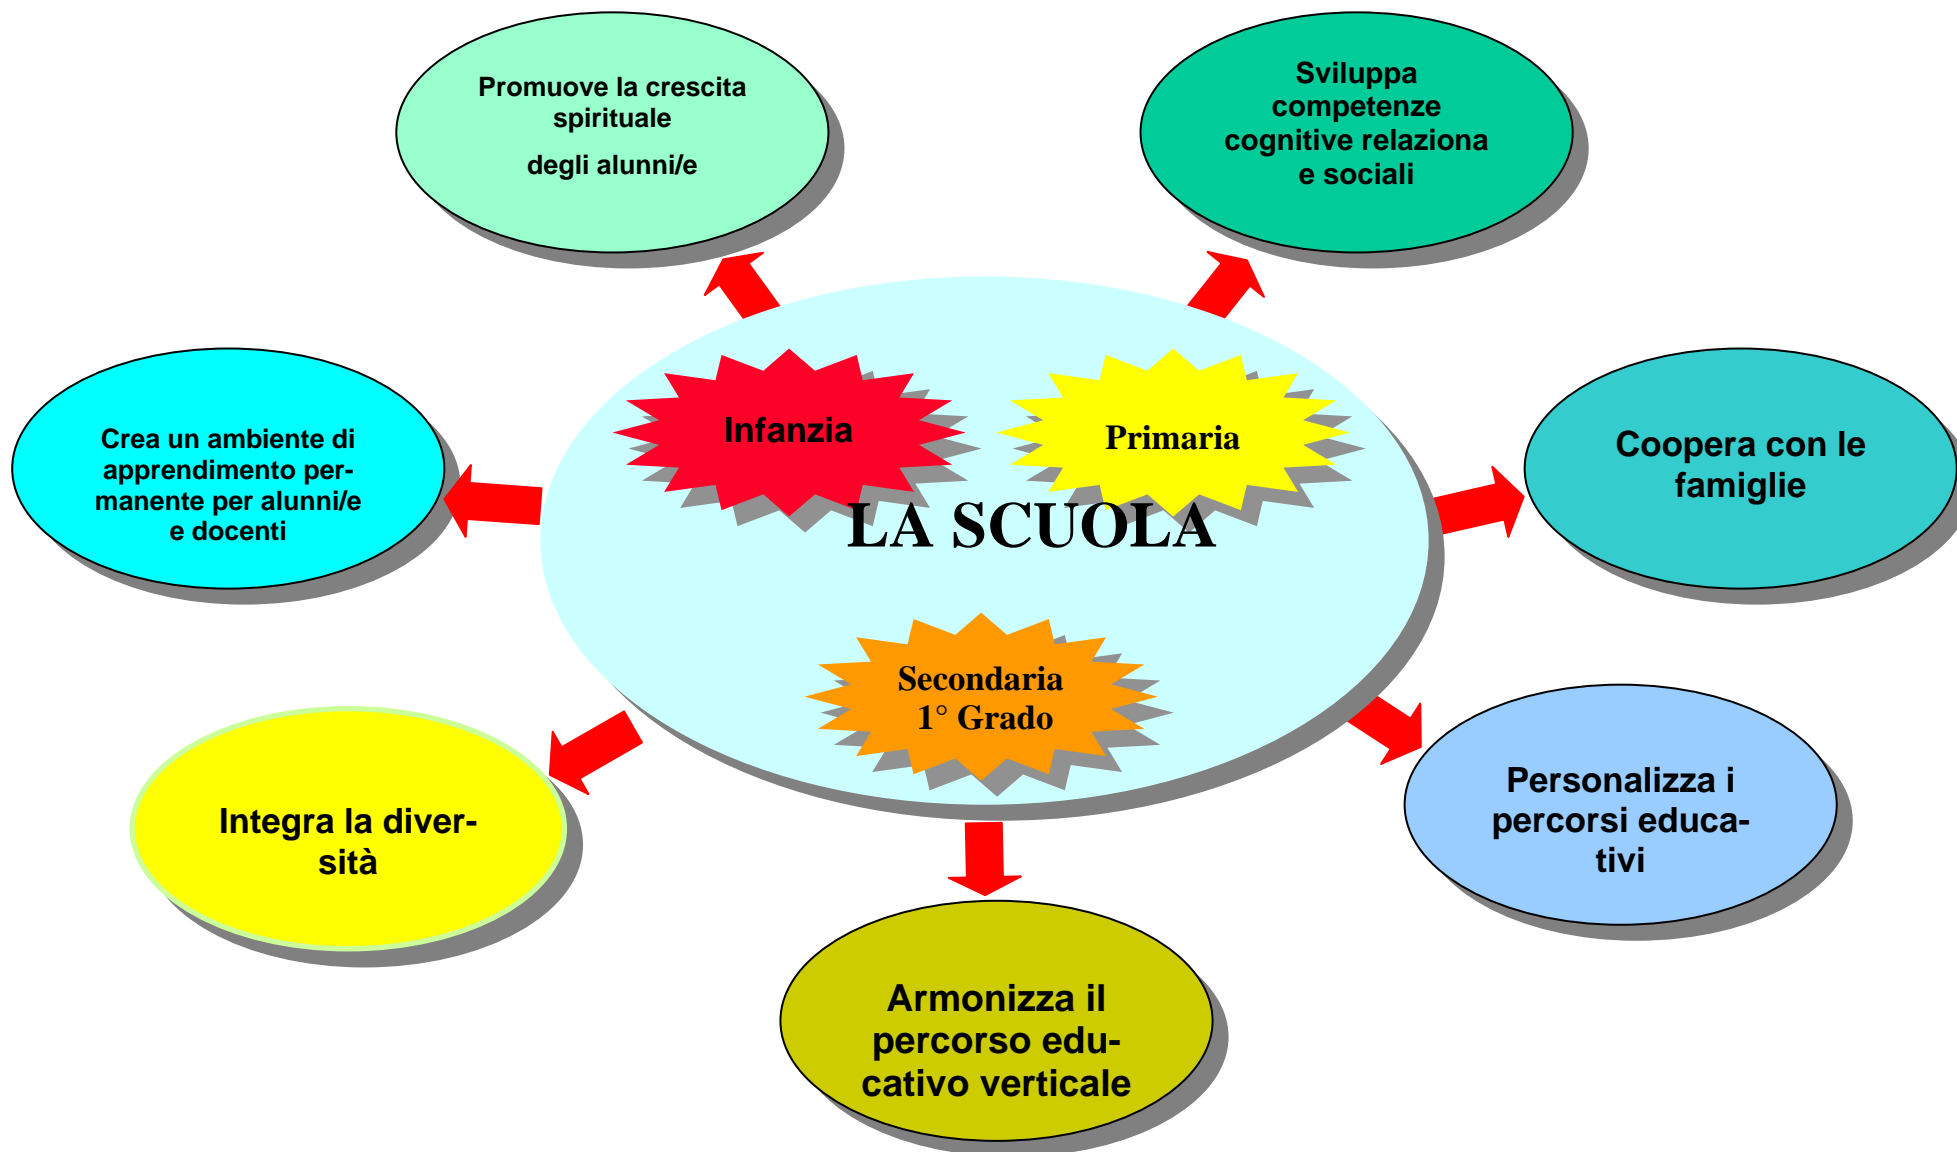 Promuove la crescita
spirituale
degli alunni/e
Sviluppa
competenze
cognitive relaziona
e sociali
Crea un ambiente di
apprendimento per-
manente per alunni/e
e docenti
Infanzia
Primaria
LA SCUOLA
Secondaria
1° Grado
Coopera con le
famiglie
Integra la diver-
sità
Personalizza i
percorsi educa-
tivi
Armonizza il
percorso edu-
cativo verticale